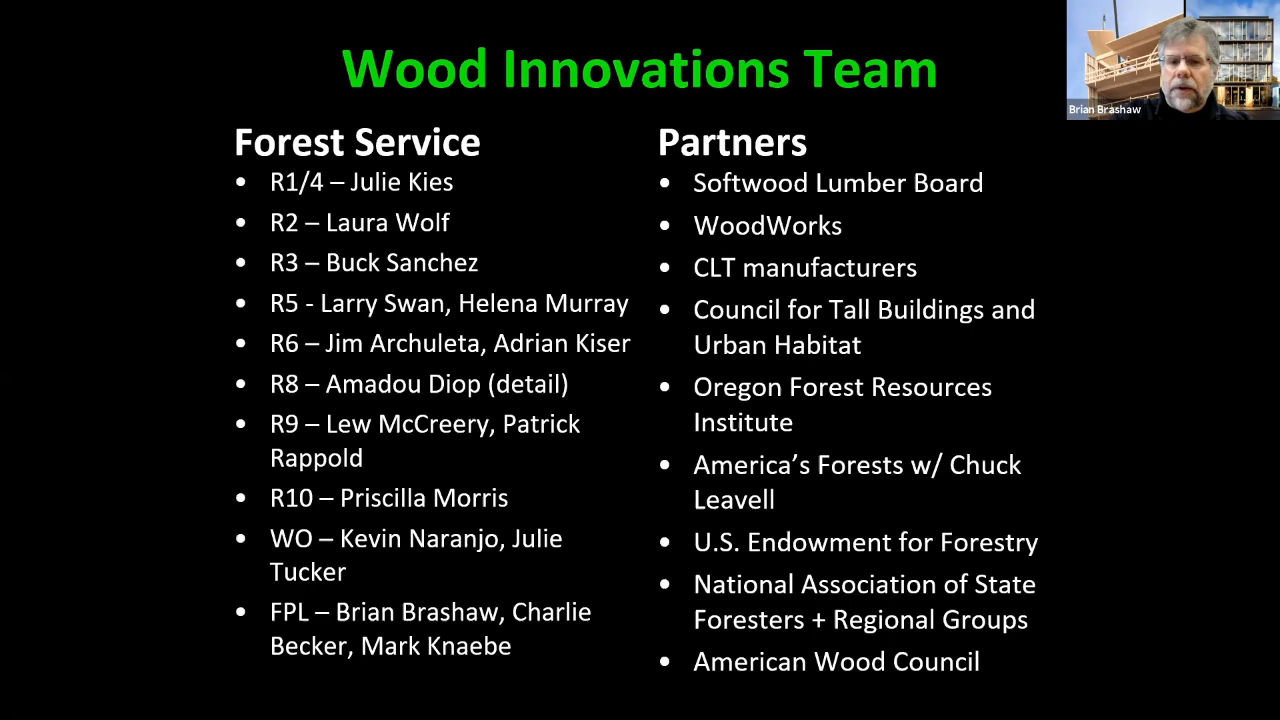 Wood Innovations Team
Brian Brashaw
Forest Service
• R1/4 – Julie Kies
• R2 – Laura Wolf
• R3 – Buck Sanchez
• R5 - Larry Swan, Helena Murray
• R6 – Jim Archuleta, Adrian Kiser
• R8 – Amadou Diop (detail)
• R9 – Lew McCreery, Patrick
Rappold
• R10 – Priscilla Morris
• WO – Kevin Naranjo, Julie
Tucker
• FPL – Brian Brashaw, Charlie
Becker, Mark Knaebe
Partners
• Softwood Lumber Board
• WoodWorks
• CLT manufacturers
• Council for Tall Buildings and
Urban Habitat
• Oregon Forest Resources
Institute
• America’s Forests w/ Chuck
Leavell
• U.S. Endowment for Forestry
• National Association of State
Foresters + Regional Groups
• American Wood Council